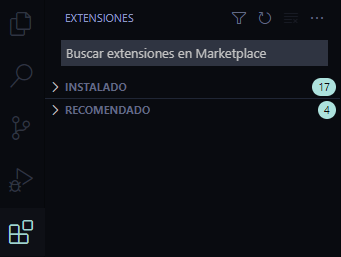 EXTENSIONES
Buscar extensiones en Marketplace
INSTALADO 17
RECOMENDADO 4